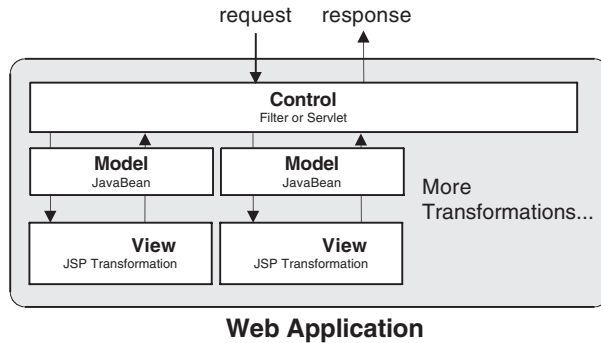 request response
Control
Filter or Servlet
Model
JavaBean
Model
JavaBean
More
Transformations...
View
JSP Transformation
View
JSP Transformation
Web Application